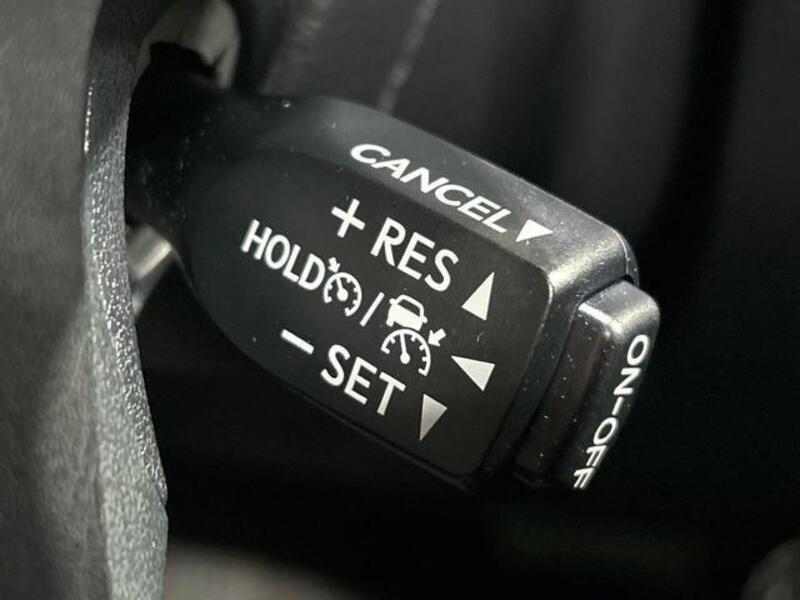 CANCEL
+ RES
HOLD /
− SET
ON-OFF